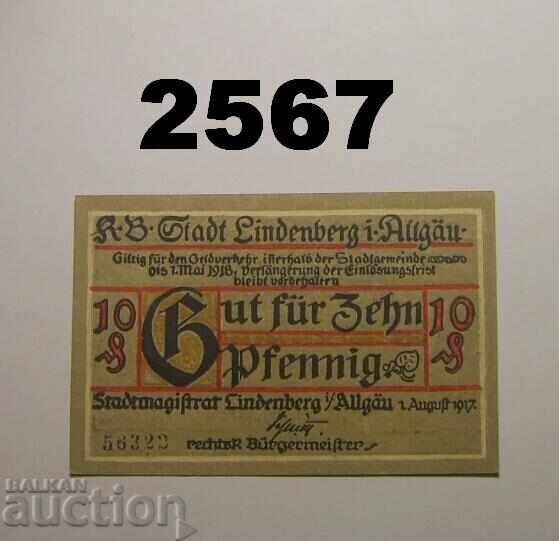 2567
K. B. Stadt Lindenberg i. Allgäu.
Giltig für den Geldverkehr innerhalb der Stadtgemeinde
bis 1. Mai 1918, Verlängerung der Einlösungsfrist
bleibt vorbehalten
10 Gut für Zehn 10
₰ Pfennig ₰
Stadtmagistrat Lindenberg i/Allgäu 1. August 1917.
56322
rechtsk Bürgermeister
BALKAN
auction